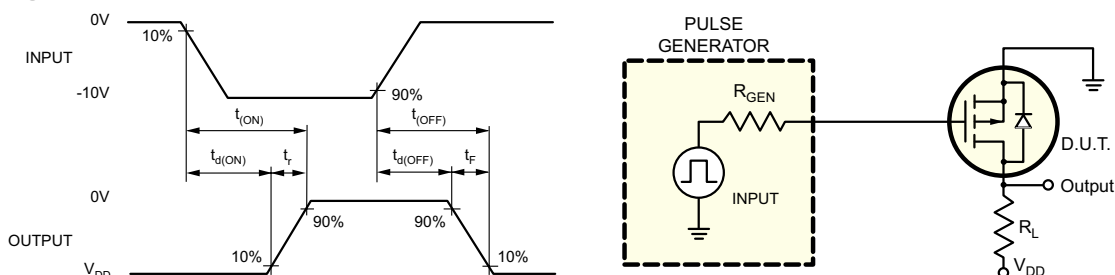 0V
10%
INPUT
-10V
90%
t(ON)
t(OFF)
td(ON)
tr
td(OFF)
tF
0V
90%
90%
OUTPUT
10%
10%
VDD
PULSE
GENERATOR
RGEN
INPUT
D.U.T.
Output
RL
VDD